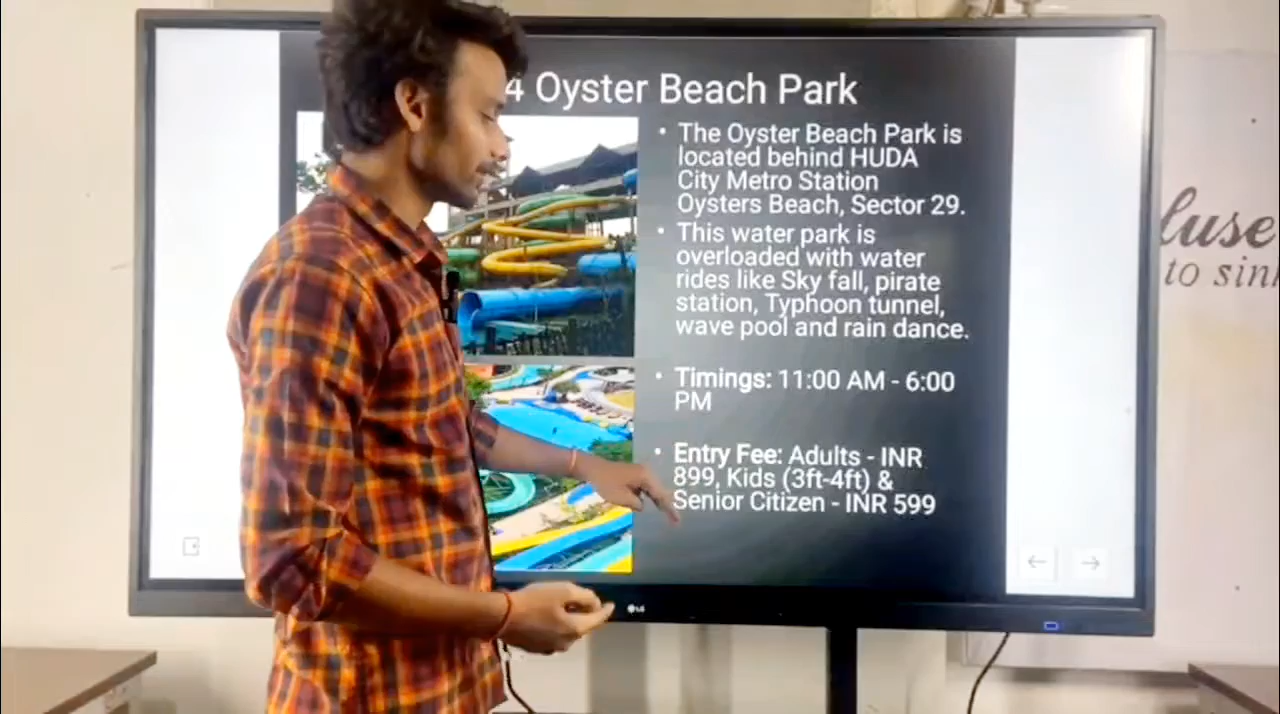 4 Oyster Beach Park
• The Oyster Beach Park is
located behind HUDA
City Metro Station
Oysters Beach, Sector 29.
• This water park is
overloaded with water
rides like Sky fall, pirate
station, Typhoon tunnel,
wave pool and rain dance.
• Timings: 11:00 AM - 6:00
PM
• Entry Fee: Adults - INR
899, Kids (3ft-4ft) &
Senior Citizen - INR 599
LG
to